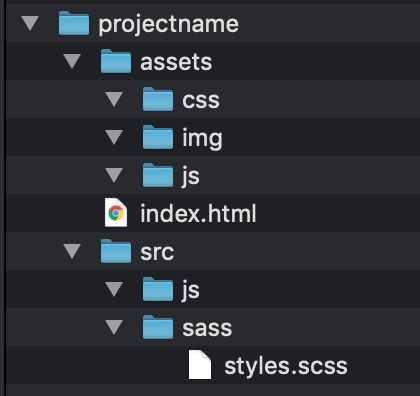 projectname
assets
css
img
js
index.html
src
js
sass
styles.scss